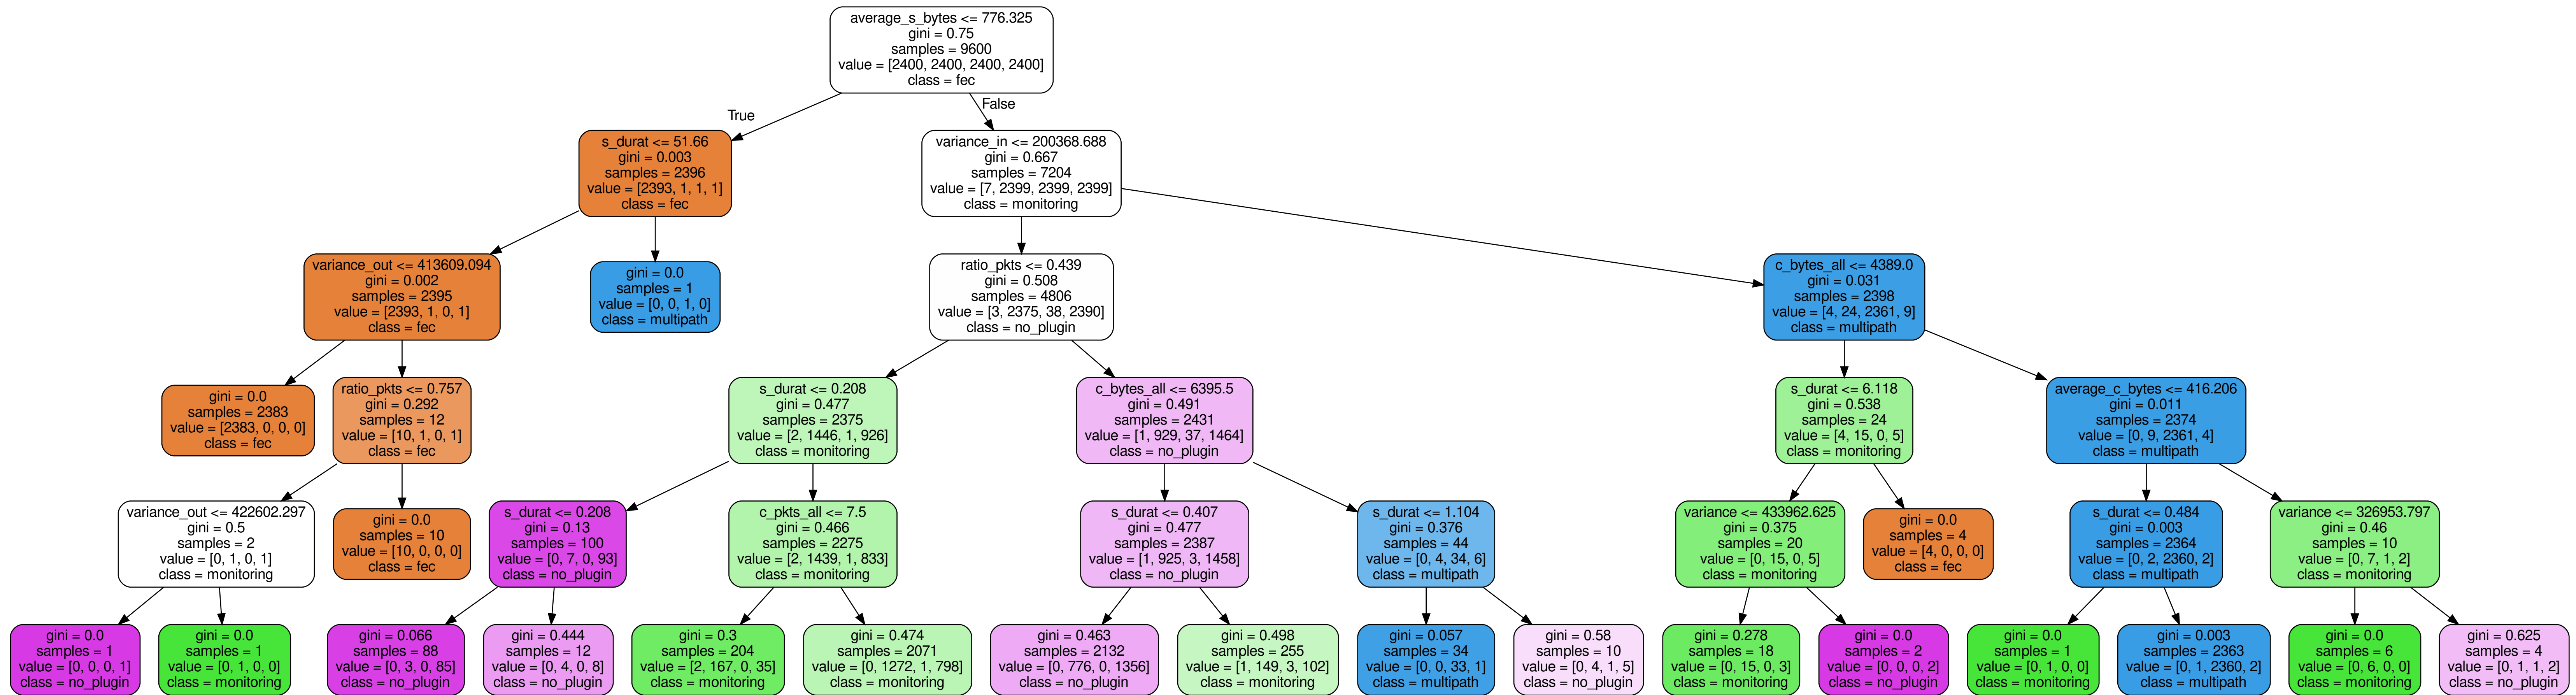 average_s_bytes <= 776.325
gini = 0.75
samples = 9600
value = [2400, 2400, 2400, 2400]
class = fec
True
False
s_durat <= 51.66
gini = 0.003
samples = 2396
value = [2393, 1, 1, 1]
class = fec
variance_in <= 200368.688
gini = 0.667
samples = 7204
value = [7, 2399, 2399, 2399]
class = monitoring
variance_out <= 413609.094
gini = 0.002
samples = 2395
value = [2393, 1, 0, 1]
class = fec
gini = 0.0
samples = 1
value = [0, 0, 1, 0]
class = multipath
ratio_pkts <= 0.439
gini = 0.508
samples = 4806
value = [3, 2375, 38, 2390]
class = no_plugin
c_bytes_all <= 4389.0
gini = 0.031
samples = 2398
value = [4, 24, 2361, 9]
class = multipath
gini = 0.0
samples = 2383
value = [2383, 0, 0, 0]
class = fec
ratio_pkts <= 0.757
gini = 0.292
samples = 12
value = [10, 1, 0, 1]
class = fec
s_durat <= 0.208
gini = 0.477
samples = 2375
value = [2, 1446, 1, 926]
class = monitoring
c_bytes_all <= 6395.5
gini = 0.491
samples = 2431
value = [1, 929, 37, 1464]
class = no_plugin
s_durat <= 6.118
gini = 0.538
samples = 24
value = [4, 15, 0, 5]
class = monitoring
average_c_bytes <= 416.206
gini = 0.011
samples = 2374
value = [0, 9, 2361, 4]
class = multipath
variance_out <= 422602.297
gini = 0.5
samples = 2
value = [0, 1, 0, 1]
class = monitoring
gini = 0.0
samples = 10
value = [10, 0, 0, 0]
class = fec
s_durat <= 0.208
gini = 0.13
samples = 100
value = [0, 7, 0, 93]
class = no_plugin
c_pkts_all <= 7.5
gini = 0.466
samples = 2275
value = [2, 1439, 1, 833]
class = monitoring
s_durat <= 0.407
gini = 0.477
samples = 2387
value = [1, 925, 3, 1458]
class = no_plugin
s_durat <= 1.104
gini = 0.376
samples = 44
value = [0, 4, 34, 6]
class = multipath
variance <= 433962.625
gini = 0.375
samples = 20
value = [0, 15, 0, 5]
class = monitoring
gini = 0.0
samples = 4
value = [4, 0, 0, 0]
class = fec
s_durat <= 0.484
gini = 0.003
samples = 2364
value = [0, 2, 2360, 2]
class = multipath
variance <= 326953.797
gini = 0.46
samples = 10
value = [0, 7, 1, 2]
class = monitoring
gini = 0.0
samples = 1
value = [0, 0, 0, 1]
class = no_plugin
gini = 0.0
samples = 1
value = [0, 1, 0, 0]
class = monitoring
gini = 0.066
samples = 88
value = [0, 3, 0, 85]
class = no_plugin
gini = 0.444
samples = 12
value = [0, 4, 0, 8]
class = no_plugin
gini = 0.3
samples = 204
value = [2, 167, 0, 35]
class = monitoring
gini = 0.474
samples = 2071
value = [0, 1272, 1, 798]
class = monitoring
gini = 0.463
samples = 2132
value = [0, 776, 0, 1356]
class = no_plugin
gini = 0.498
samples = 255
value = [1, 149, 3, 102]
class = monitoring
gini = 0.057
samples = 34
value = [0, 0, 33, 1]
class = multipath
gini = 0.58
samples = 10
value = [0, 4, 1, 5]
class = no_plugin
gini = 0.278
samples = 18
value = [0, 15, 0, 3]
class = monitoring
gini = 0.0
samples = 2
value = [0, 0, 0, 2]
class = no_plugin
gini = 0.0
samples = 1
value = [0, 1, 0, 0]
class = monitoring
gini = 0.003
samples = 2363
value = [0, 1, 2360, 2]
class = multipath
gini = 0.0
samples = 6
value = [0, 6, 0, 0]
class = monitoring
gini = 0.625
samples = 4
value = [0, 1, 1, 2]
class = no_plugin